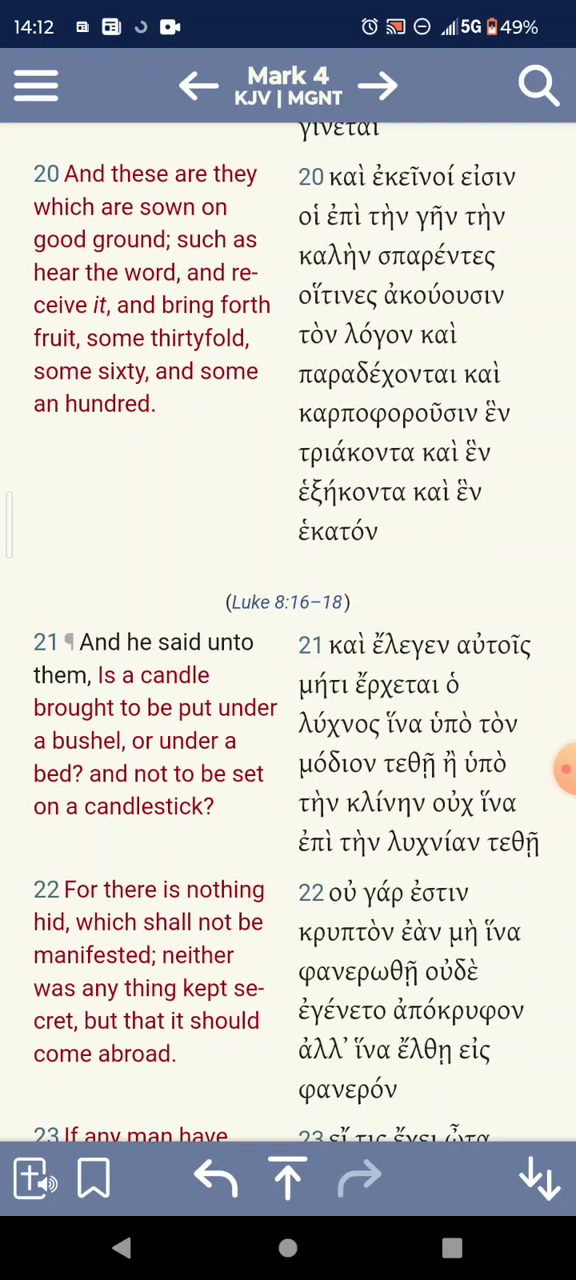 14:12
5G 49%
Mark 4
KJV | MGNT
γίνεται
20 And these are they
which are sown on
good ground; such as
hear the word, and re-
ceive it, and bring forth
fruit, some thirtyfold,
some sixty, and some
an hundred.
20 καὶ ἐκεῖνοί εἰσιν
οἱ ἐπὶ τὴν γῆν τὴν
καλὴν σπαρέντες
οἵτινες ἀκούουσιν
τὸν λόγον καὶ
παραδέχονται καὶ
καρποφοροῦσιν ἓν
τριάκοντα καὶ ἓν
ἑξήκοντα καὶ ἓν
ἑκατόν
(Luke 8:16–18)
21 ¶ And he said unto
them, Is a candle
brought to be put under
a bushel, or under a
bed? and not to be set
on a candlestick?
21 καὶ ἔλεγεν αὐτοῖς
μήτι ἔρχεται ὁ
λύχνος ἵνα ὑπὸ τὸν
μόδιον τεθῇ ἢ ὑπὸ
τὴν κλίνην οὐχ ἵνα
ἐπὶ τὴν λυχνίαν τεθῇ
22 For there is nothing
hid, which shall not be
manifested; neither
was any thing kept se-
cret, but that it should
come abroad.
22 οὐ γάρ ἐστιν
κρυπτὸν ἐὰν μὴ ἵνα
φανερωθῇ οὐδὲ
ἐγένετο ἀπόκρυφον
ἀλλ’ ἵνα ἔλθῃ εἰς
φανερόν
23 If any man have
23 εἴ τις ἔχει ὦτα